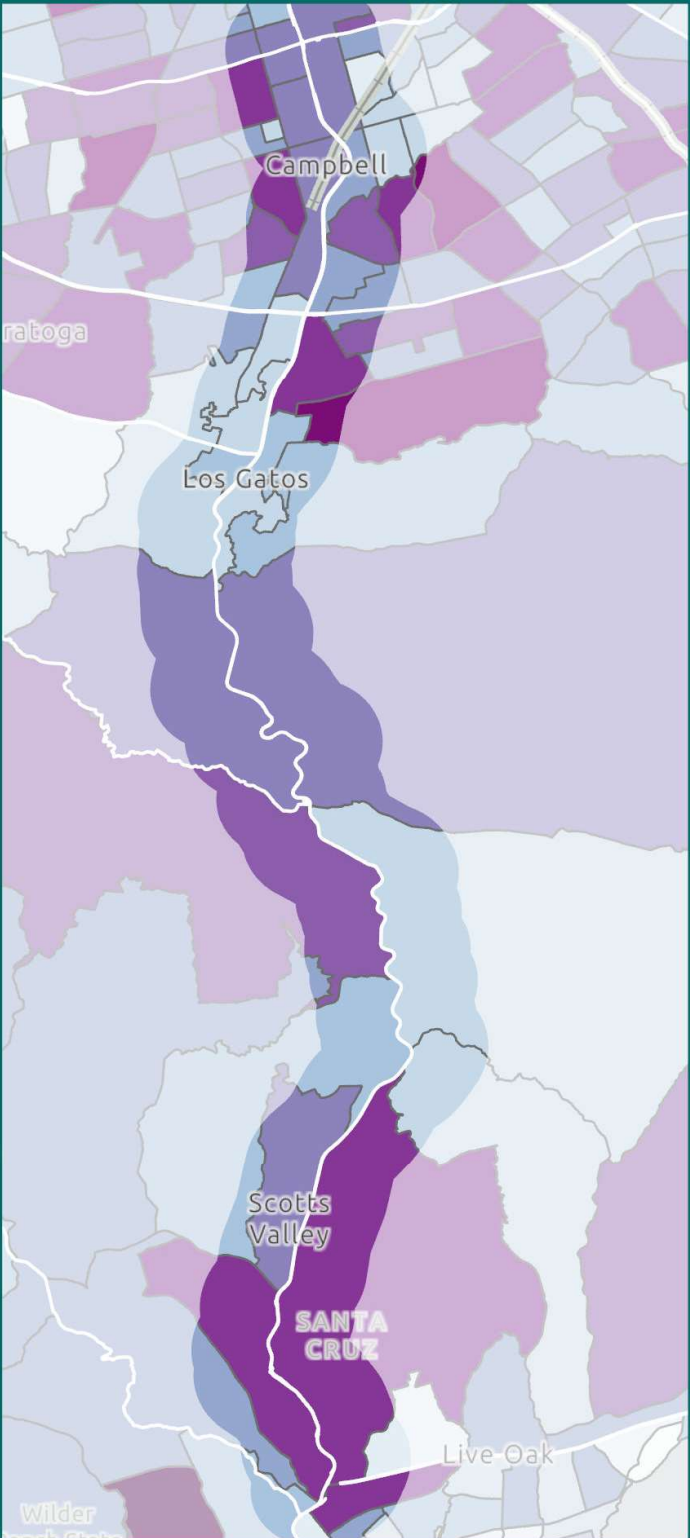 Campbell
ratoga
Los Gatos
Scotts
Valley
SANTA
CRUZ
Live Oak
Wilder